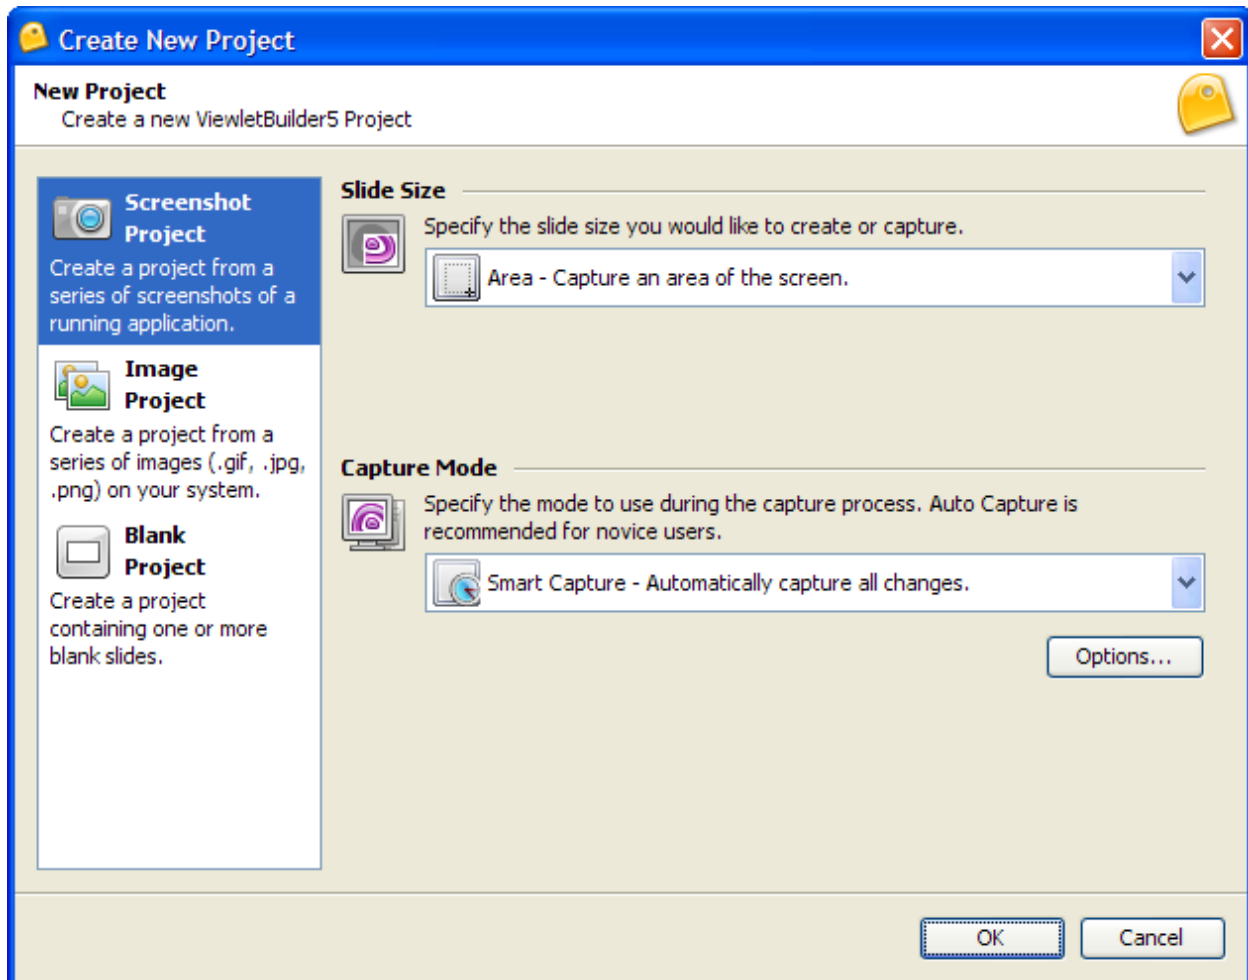 Create New Project
New Project
Create a new ViewletBuilder5 Project
Screenshot
Project
Create a project from a
series of screenshots of a
running application.
Image
Project
Create a project from a
series of images (.gif, .jpg,
.png) on your system.
Blank
Project
Create a project
containing one or more
blank slides.
Slide Size
Specify the slide size you would like to create or capture.
Area - Capture an area of the screen.
Capture Mode
Specify the mode to use during the capture process. Auto Capture is
recommended for novice users.
Smart Capture - Automatically capture all changes.
Options...
OK
Cancel